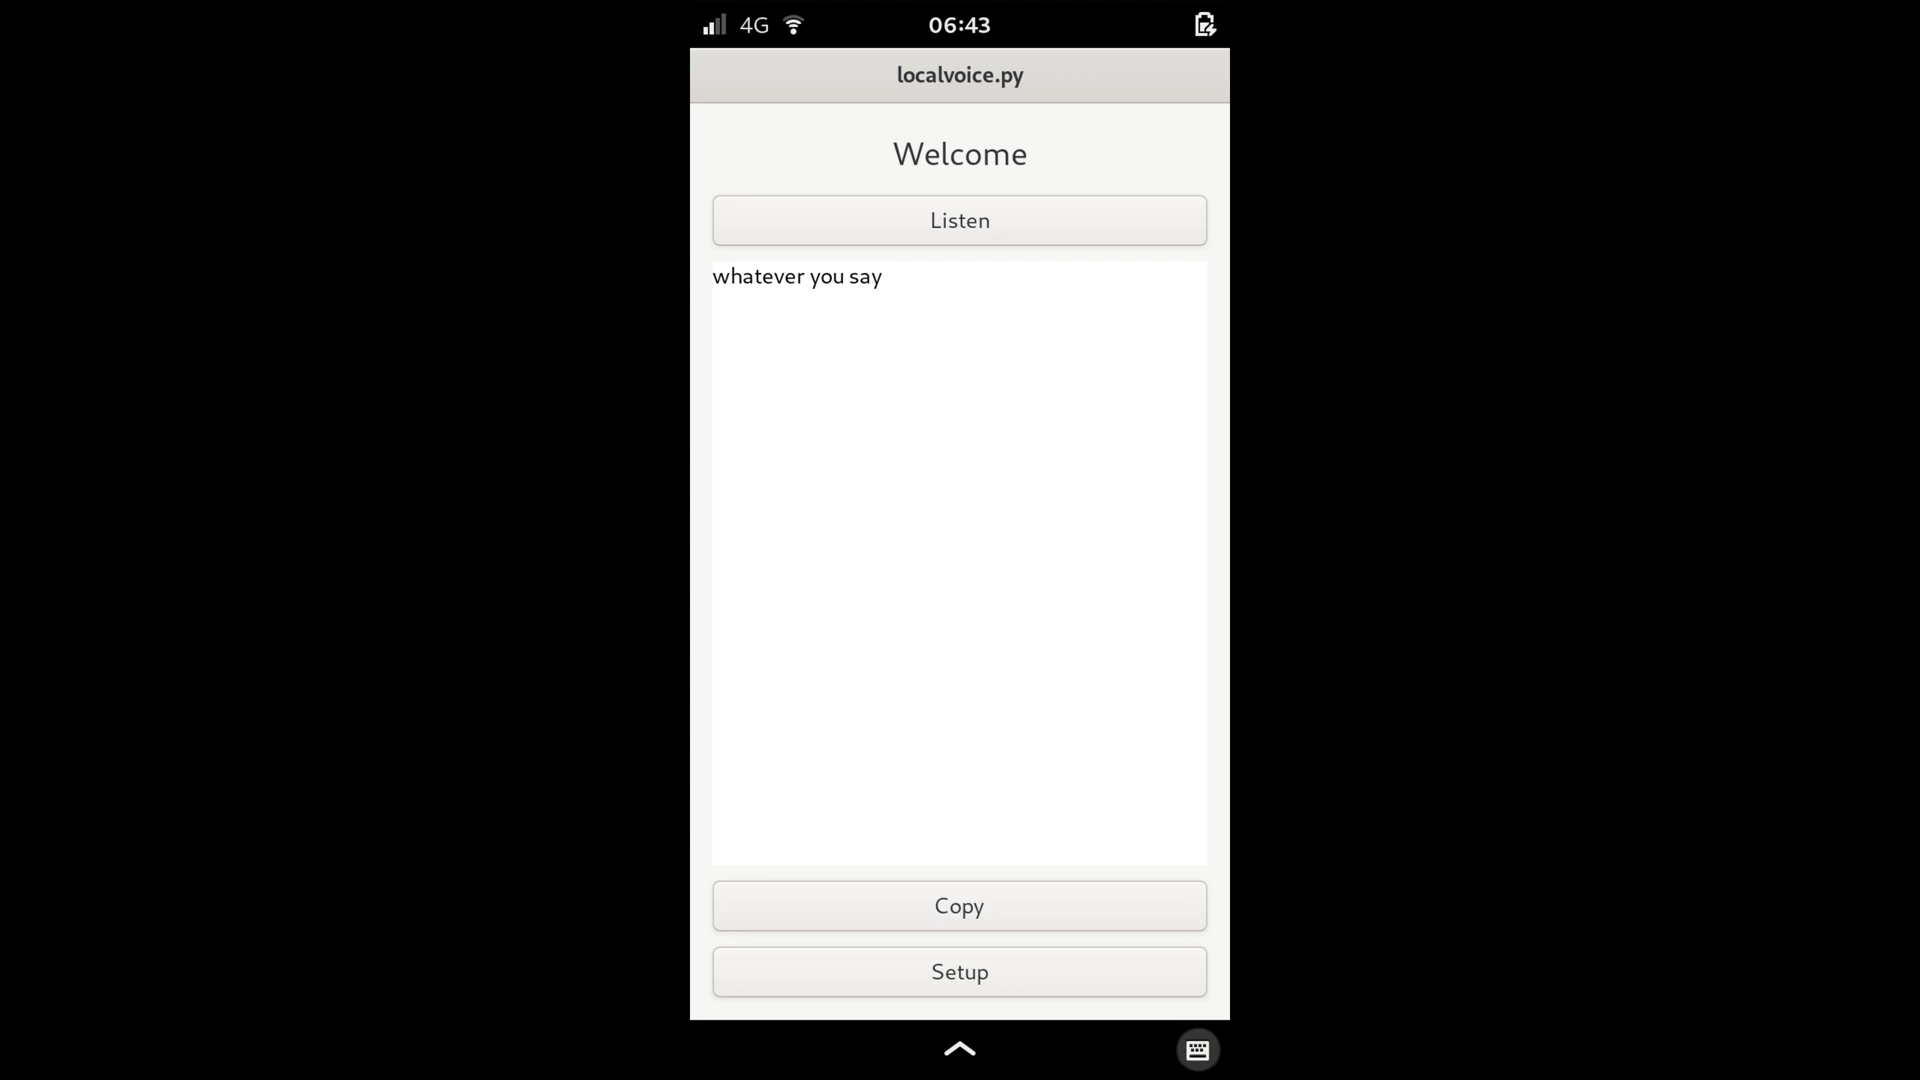 4G 06:43
localvoice.py
Welcome
Listen
whatever you say
Copy
Setup